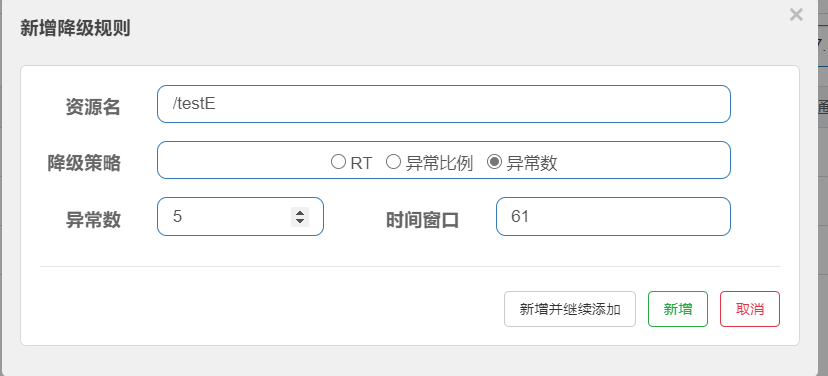 新增降级规则
×
资源名 /testE
降级策略 RT 异常比例 异常数
异常数 5 时间窗口 61
新增并继续添加 新增 取消
7.
通